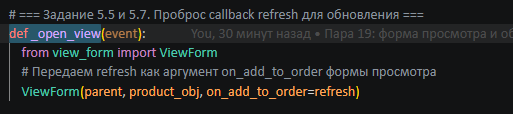 # === Задание 5.5 и 5.7. Проброс callback refresh для обновления ===
def _open_view(event):    You, 30 минут назад • Пара 19: форма просмотра и об
from view_form import ViewForm
# Передаем refresh как аргумент on_add_to_order формы просмотра
ViewForm(parent, product_obj, on_add_to_order=refresh)